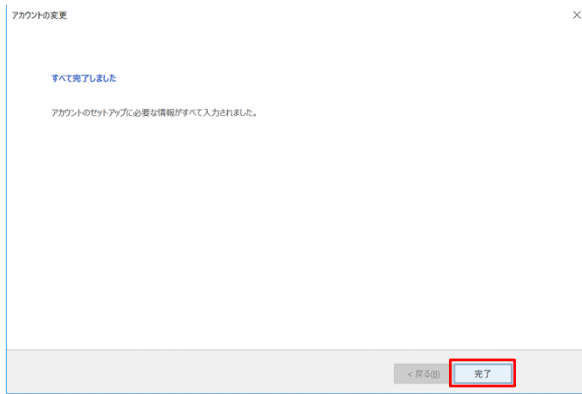 アカウントの変更
×
すべて完了しました
アカウントのセットアップに必要な情報がすべて入力されました。
< 戻る(B) 完了